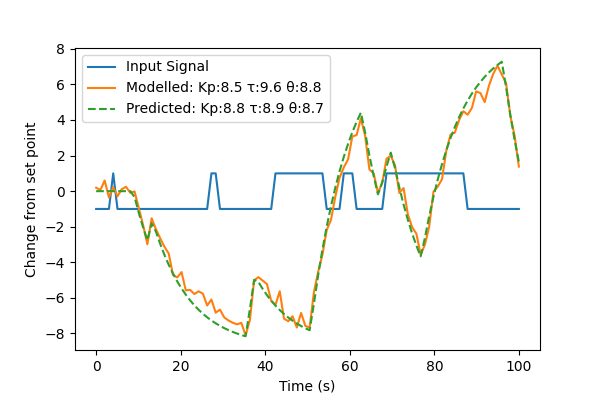 Input Signal
Modelled: Kp:8.5 τ:9.6 θ:8.8
Predicted: Kp:8.8 τ:8.9 θ:8.7
Change from set point
8
6
4
2
0
−2
−4
−6
−8
0 20 40 60 80 100
Time (s)